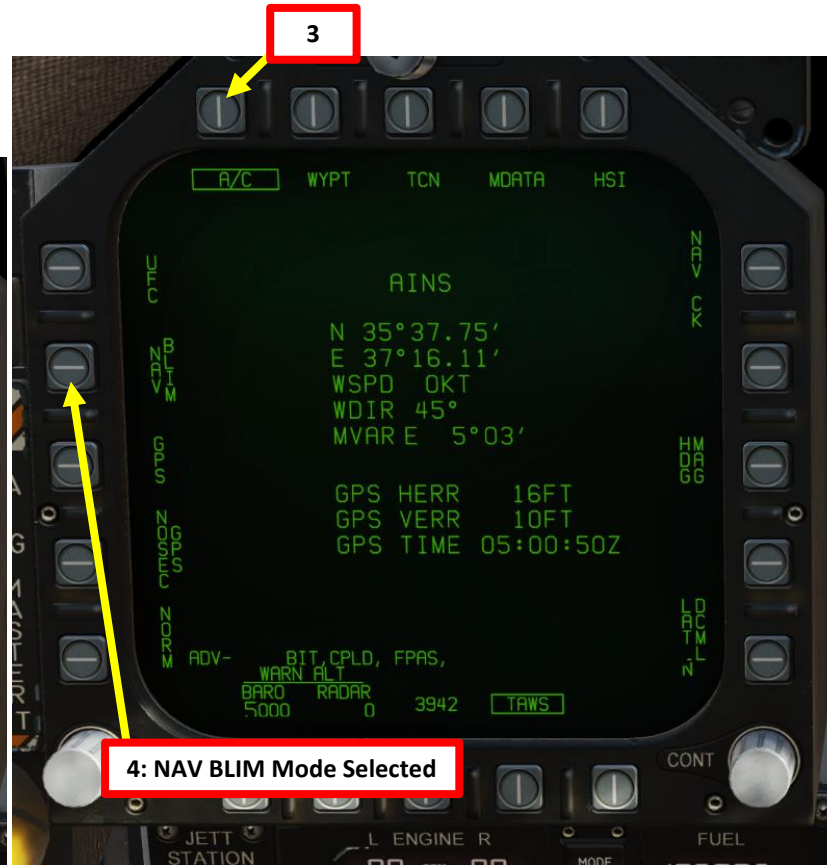 3
A/C WYPT TCN MDATA HSI
UFC
NAV CK
AINS
N 35°37.75′
E 37°16.11′
WSPD 0KT
WDIR 45°
MVAR E 5°03′
NAV BLIM
GPS
HMD AGG
GPS HERR 16FT
GPS VERR 10FT
GPS TIME 05:00:50Z
NOSEC GPS
NORM
LAT-N DCML
ADV- BIT,CPLD, FPAS,
WARN ALT
BARO RADAR
5000 0 3942 TAWS
4: NAV BLIM Mode Selected
CONT
JETT
STATION
L ENGINE R
MODE
FUEL